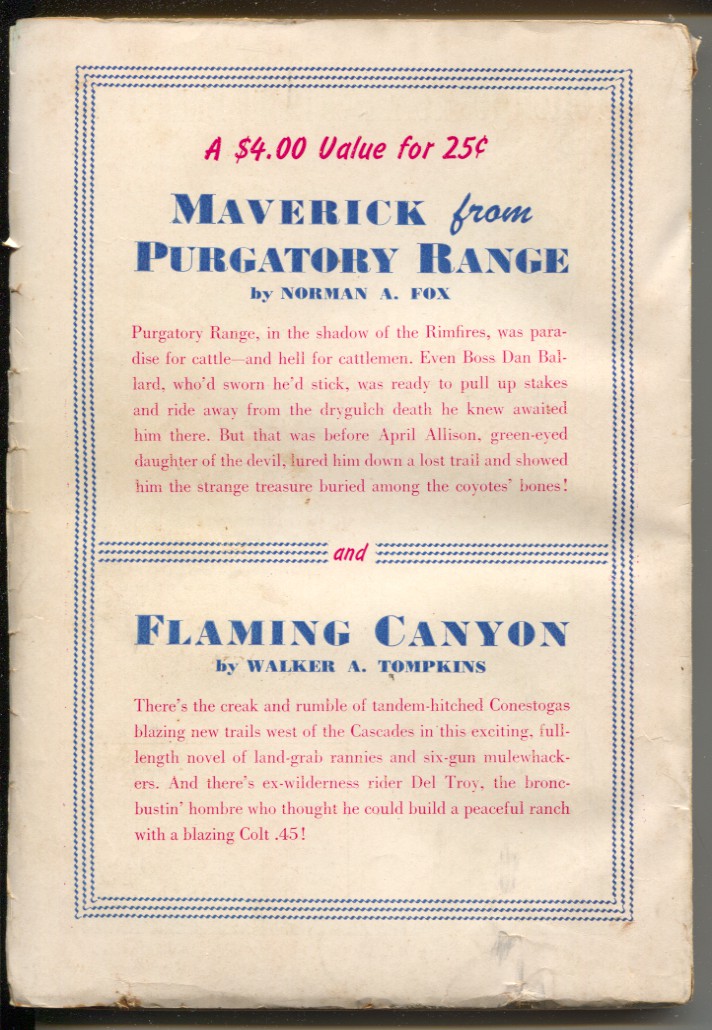 A $4.00 Value for 25¢
MAVERICK from
PURGATORY RANGE
by NORMAN A. FOX
Purgatory Range, in the shadow of the Rimfires, was para-
dise for cattle—and hell for cattlemen. Even Boss Dan Bal-
lard, who'd sworn he'd stick, was ready to pull up stakes
and ride away from the drygulch death he knew awaited
him there. But that was before April Allison, green-eyed
daughter of the devil, lured him down a lost trail and showed
him the strange treasure buried among the coyotes' bones!
and
FLAMING CANYON
by WALKER A. TOMPKINS
There's the creak and rumble of tandem-hitched Conestogas
blazing new trails west of the Cascades in this exciting, full-
length novel of land-grab rannies and six-gun mulewhack-
ers. And there's ex-wilderness rider Del Troy, the bronc-
bustin' hombre who thought he could build a peaceful ranch
with a blazing Colt .45!